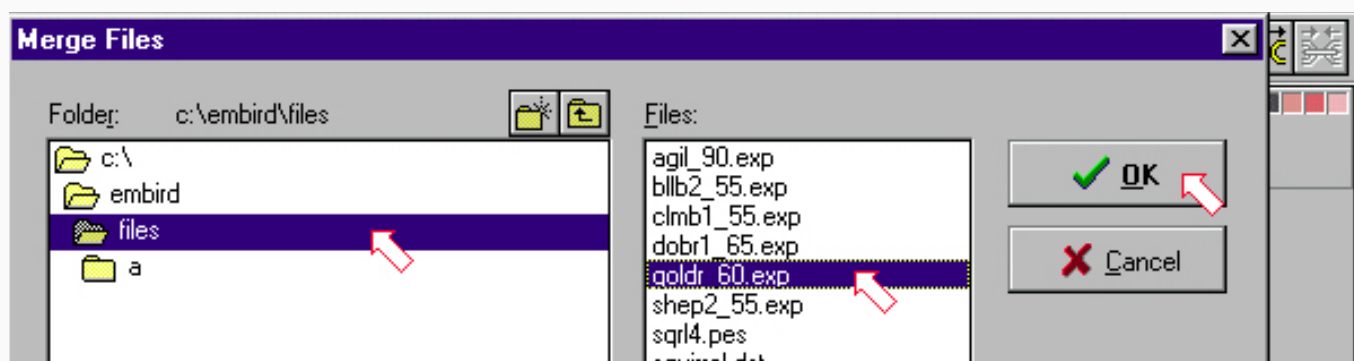 Merge Files
Folder: c:\embird\files
c:\
embird
files
a
Files:
agil_90.exp
bllb2_55.exp
clmb1_55.exp
dobr1_65.exp
goldr_60.exp
shep2_55.exp
sqrl4.pes
OK
Cancel